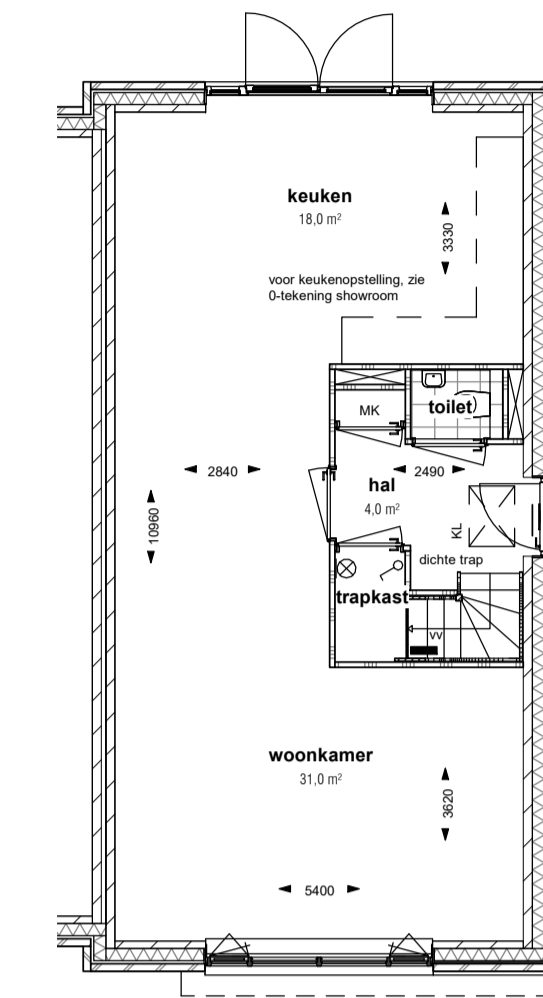 keuken
18,0 m²
3330
voor keukenopstelling, zie
0-tekening showroom
MK
toilet
2840
2490
hal
4,0 m²
10960
KL
dichte trap
trapkast
vv
woonkamer
31,0 m²
3620
5400